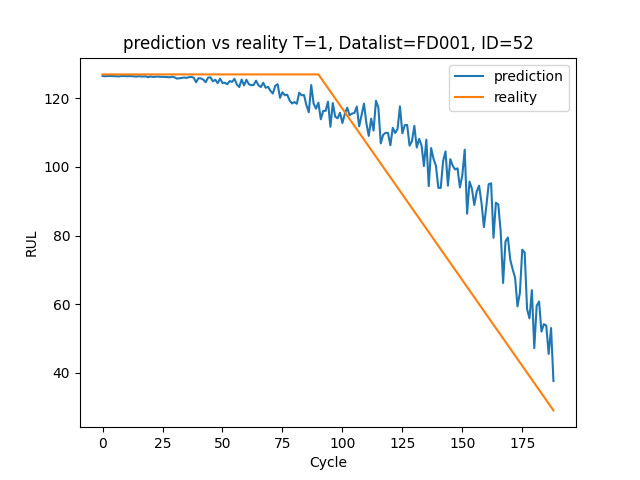 prediction vs reality T=1, Datalist=FD001, ID=52
prediction
reality
120
100
80
60
40
RUL
0
25
50
75
100
125
150
175
Cycle